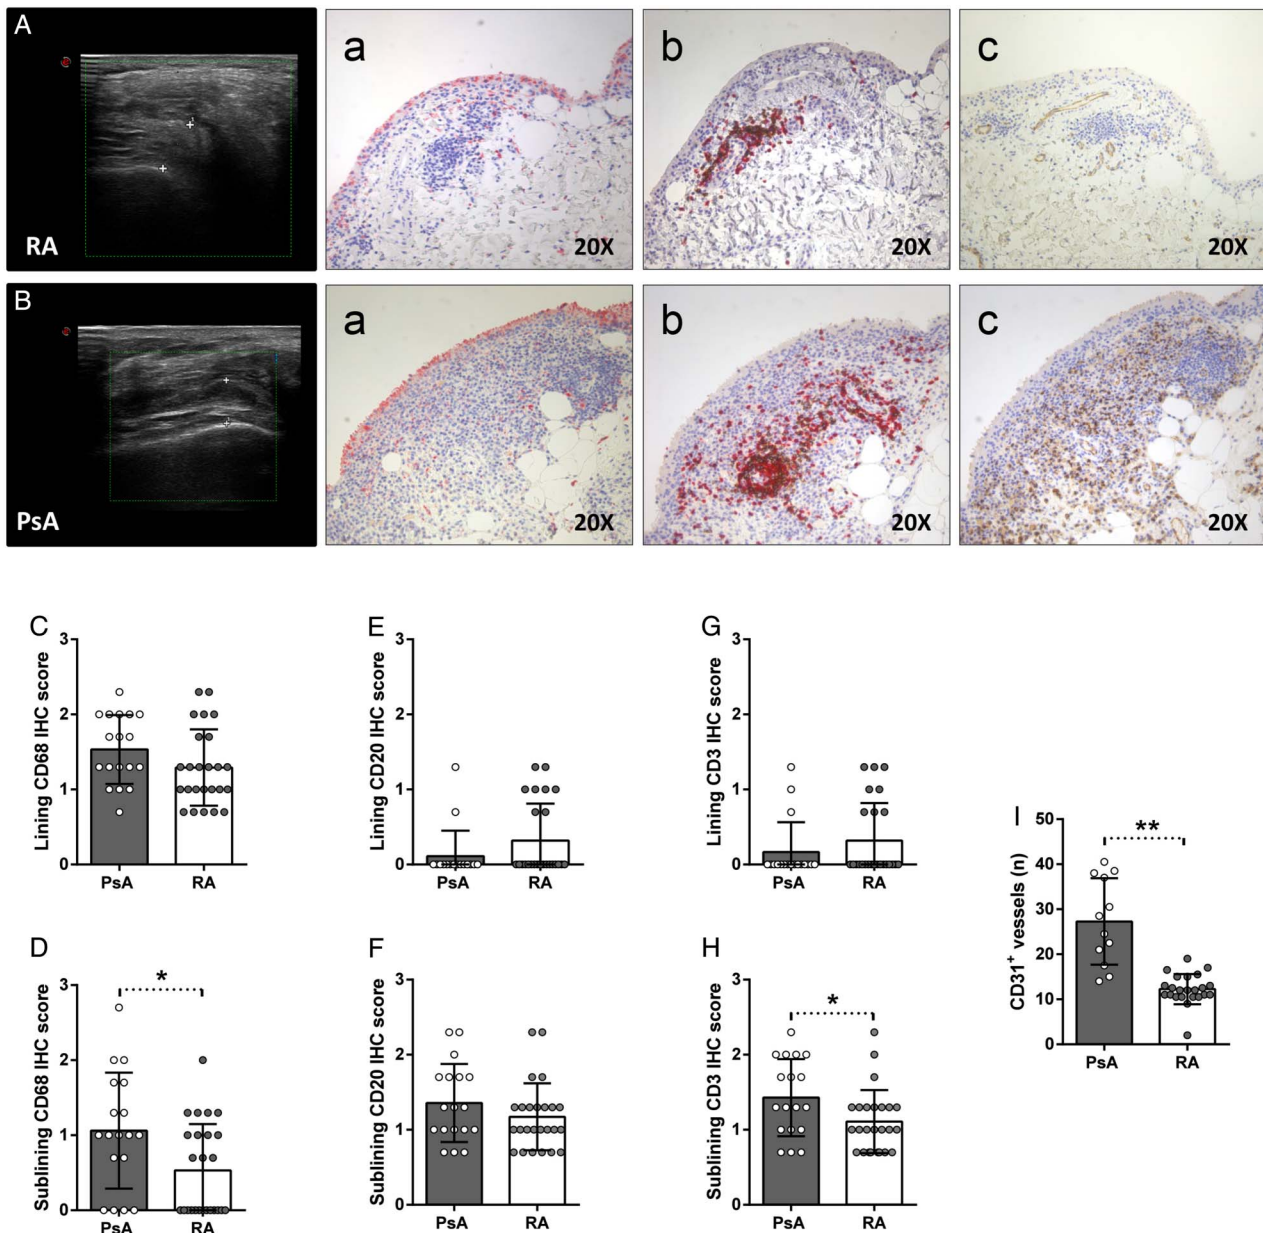 A
RA
a
20X
b
20X
c
20X
B
PsA
a
20X
b
20X
c
20X
C
Lining CD68 IHC score
3
2
1
0
PsA RA
E
Lining CD20 IHC score
3
2
1
0
PsA RA
G
Lining CD3 IHC score
3
2
1
0
PsA RA
D
Sublining CD68 IHC score
3
2
1
0
*
PsA RA
F
Sublining CD20 IHC score
3
2
1
0
PsA RA
H
Sublining CD3 IHC score
3
2
1
0
*
PsA RA
I
CD31+ vessels (n)
50
40
30
20
10
0
**
PsA RA